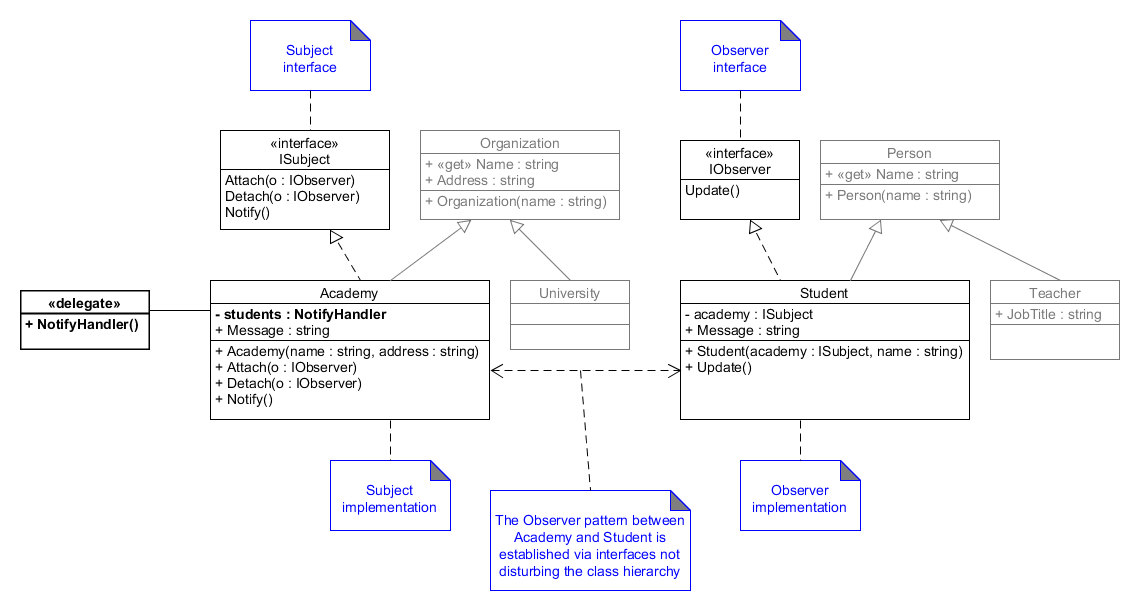 Subject
interface
Observer
interface
«interface»
ISubject
Attach(o : IObserver)
Detach(o : IObserver)
Notify()
Organization
+ «get» Name : string
+ Address : string
+ Organization(name : string)
«interface»
IObserver
Update()
Person
+ «get» Name : string
+ Person(name : string)
«delegate»
+ NotifyHandler()
Academy
- students : NotifyHandler
+ Message : string
+ Academy(name : string, address : string)
+ Attach(o : IObserver)
+ Detach(o : IObserver)
+ Notify()
University
Student
- academy : ISubject
+ Message : string
+ Student(academy : ISubject, name : string)
+ Update()
Teacher
+ JobTitle : string
Subject
implementation
The Observer pattern between
Academy and Student is
established via interfaces not
disturbing the class hierarchy
Observer
implementation